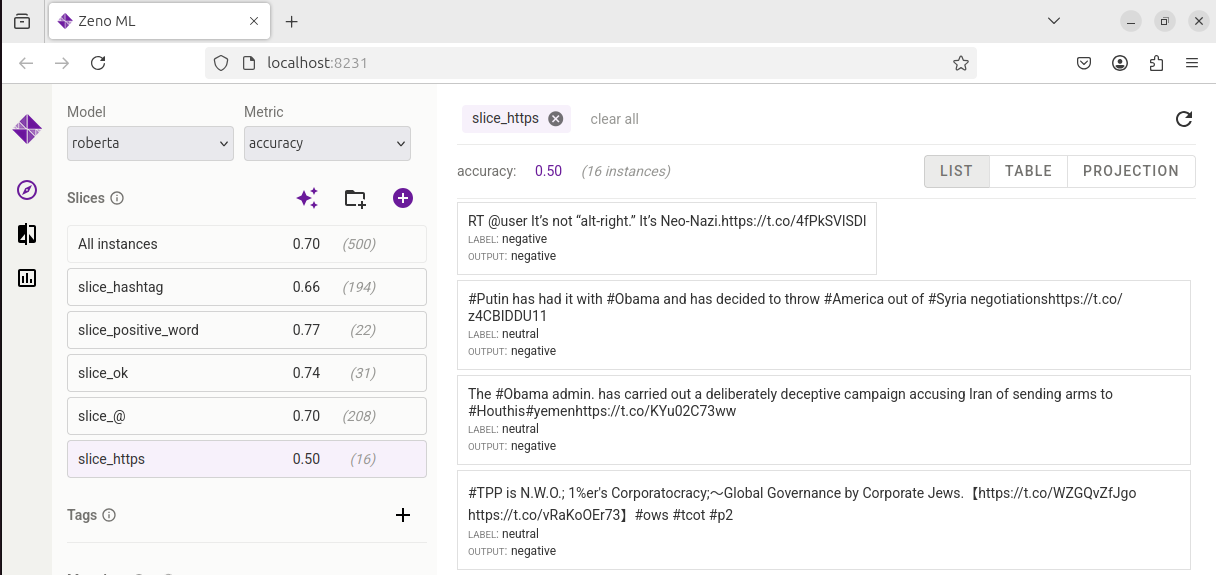 Zeno ML
localhost:8231
Model
Metric
roberta
accuracy
Slices
All instances 0.70 (500)
slice_hashtag 0.66 (194)
slice_positive_word 0.77 (22)
slice_ok 0.74 (31)
slice_@ 0.70 (208)
slice_https 0.50 (16)
Tags
slice_https clear all
accuracy: 0.50 (16 instances)
LIST TABLE PROJECTION
RT @user It’s not “alt-right.” It’s Neo-Nazi.https://t.co/4fPkSVlSDl
LABEL: negative
OUTPUT: negative
#Putin has had it with #Obama and has decided to throw #America out of #Syria negotiationshttps://t.co/
z4CBIDDU11
LABEL: neutral
OUTPUT: negative
The #Obama admin. has carried out a deliberately deceptive campaign accusing Iran of sending arms to
#Houthis#yemenhttps://t.co/KYu02C73ww
LABEL: neutral
OUTPUT: negative
#TPP is N.W.O.; 1%er's Corporatocracy;～Global Governance by Corporate Jews.【https://t.co/WZGQvZfJgo
https://t.co/vRaKoOEr73】#ows #tcot #p2
LABEL: neutral
OUTPUT: negative